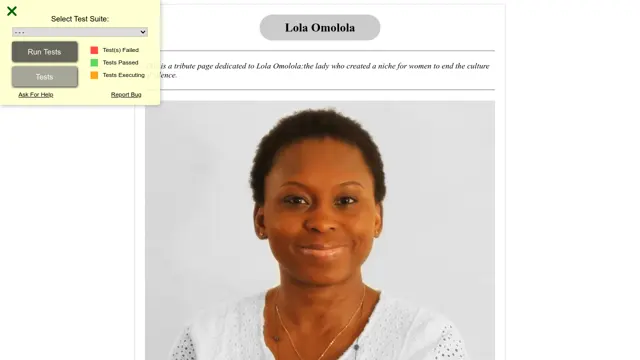 Select Test Suite:
- - -
Run Tests
Test(s) Failed
Tests Passed
Tests
Tests Executing
Ask For Help
Report Bug
Lola Omolola
is a tribute page dedicated to Lola Omolola:the lady who created a niche for women to end the culture